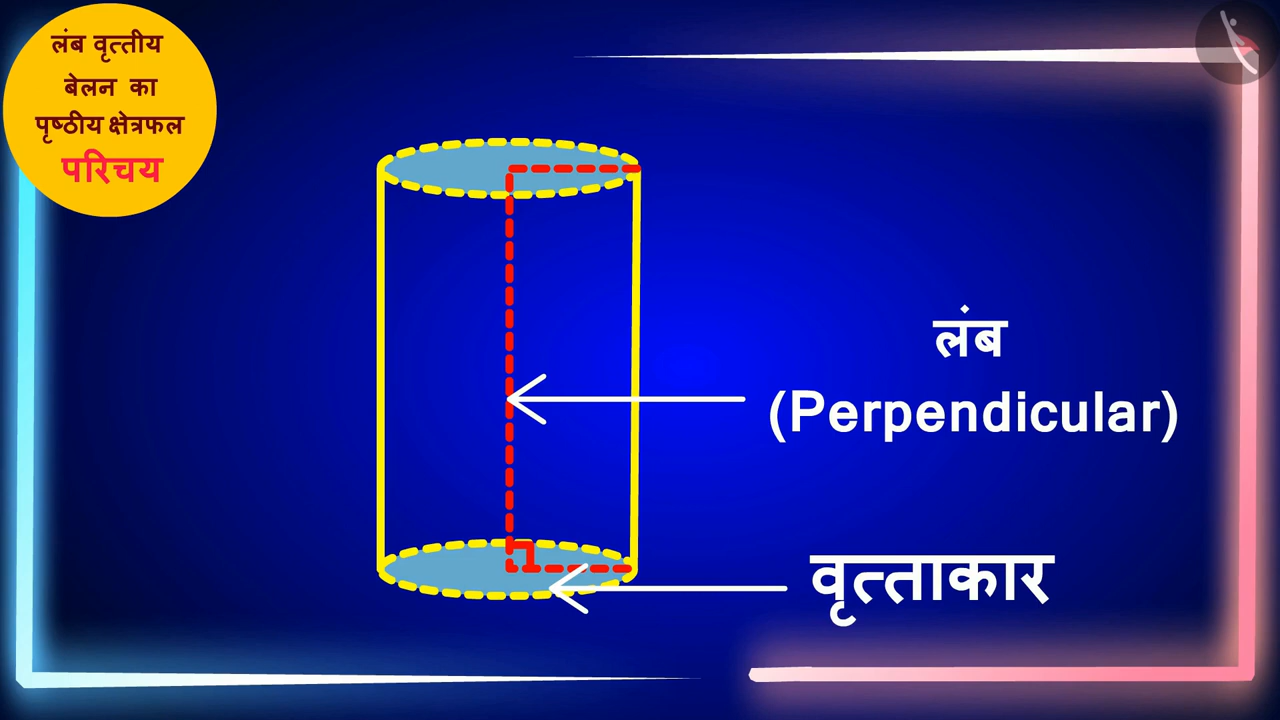 लंब वृत्तीय
बेलन का
पृष्ठीय क्षेत्रफल
परिचय
लंब
(Perpendicular)
वृत्ताकार